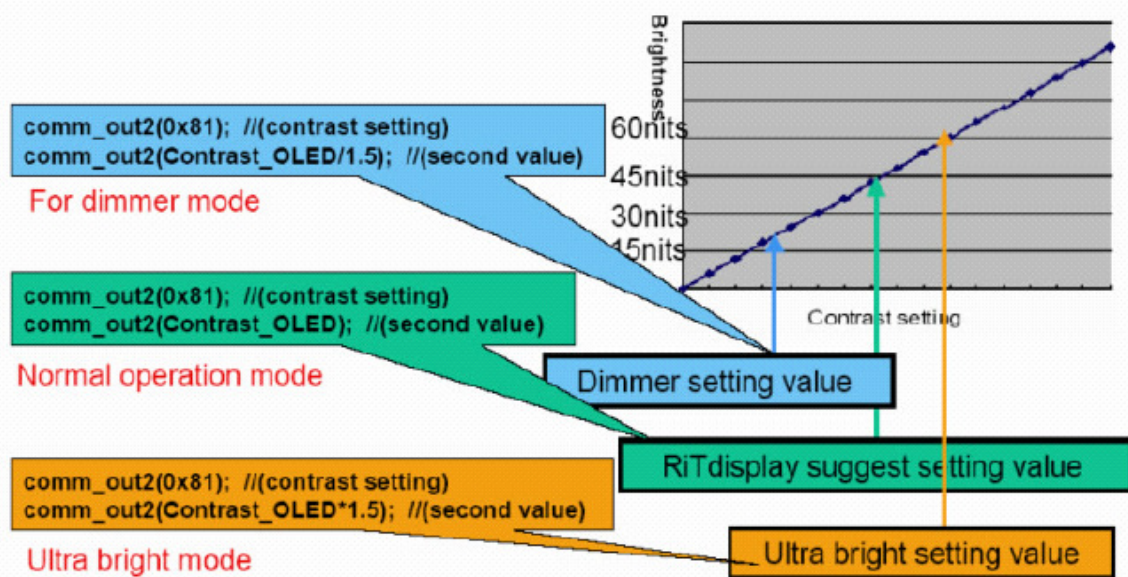 comm_out2(0x81); //(contrast setting)
comm_out2(Contrast_OLED/1.5); //(second value)
For dimmer mode
comm_out2(0x81); //(contrast setting)
comm_out2(Contrast_OLED); //(second value)
Normal operation mode
comm_out2(0x81); //(contrast setting)
comm_out2(Contrast_OLED*1.5); //(second value)
Ultra bright mode
Brightness
60nits
45nits
30nits
15nits
Contrast setting
Dimmer setting value
RiTdisplay suggest setting value
Ultra bright setting value